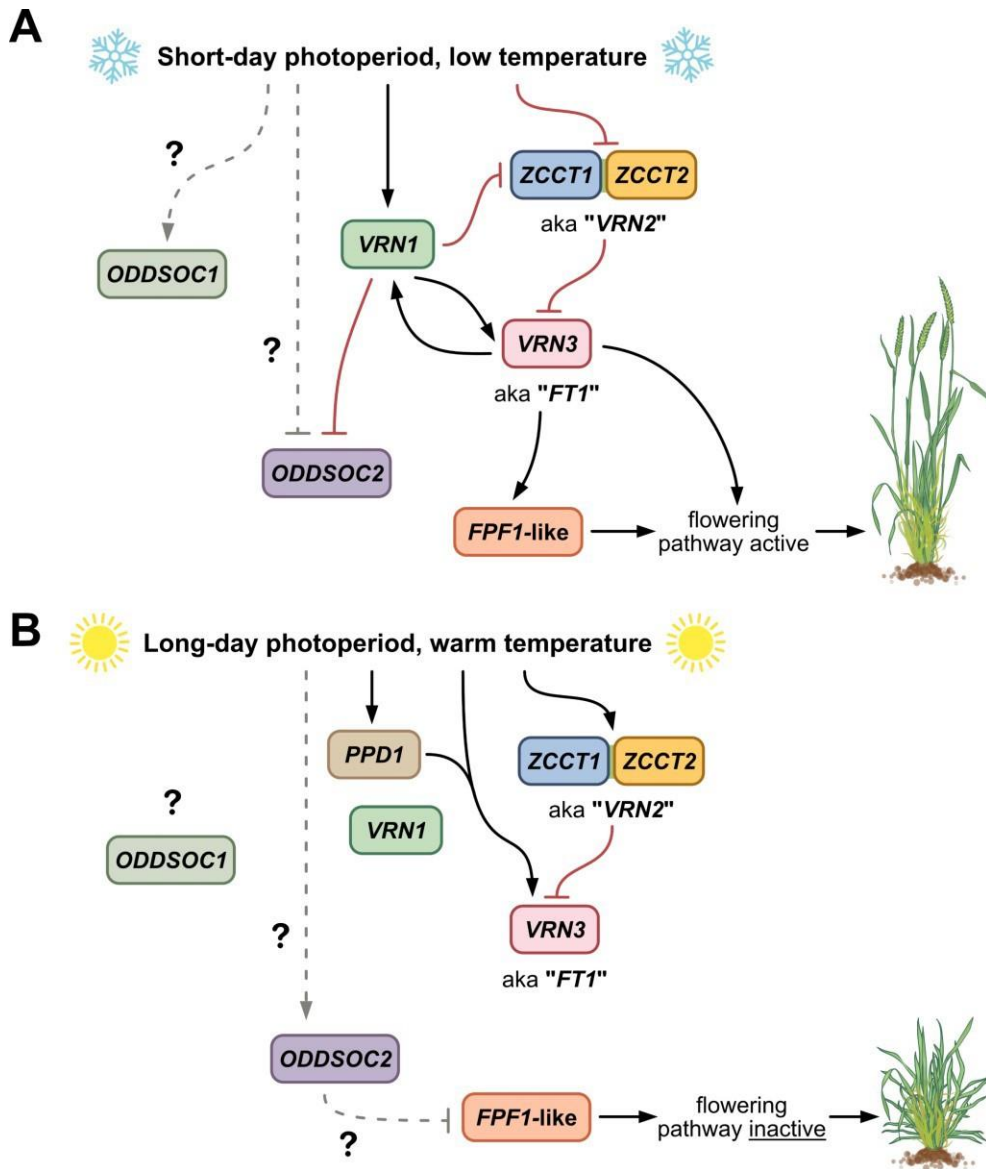 A
Short-day photoperiod, low temperature
?
ZCCT1 ZCCT2
aka "VRN2"
VRN1
ODDSOC1
?
VRN3
aka "FT1"
ODDSOC2
FPF1-like
flowering
pathway active
B
Long-day photoperiod, warm temperature
PPD1
ZCCT1 ZCCT2
aka "VRN2"
?
VRN1
ODDSOC1
?
VRN3
aka "FT1"
ODDSOC2
?
FPF1-like
flowering
pathway inactive